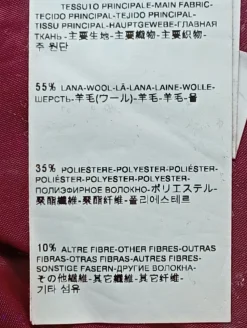 TESSUTO PRINCIPALE-MAIN FABRIC-
TECIDO PRINCIPAL-TEJIDO PRINCIPAL-
TISSU PRINCIPAL-HAUPTGEWEBE-ГЛАВНАЯ
ТКАНЬ-主要生地-主要織物-主要织物-
주 원단
55% LANA-WOOL-LÃ-LANA-LAINE-WOLLE-
ШЕРСТЬ-羊毛(ウール)-羊毛-羊毛-울
35% POLIESTERE-POLYESTER-POLIÉSTER-
POLIÉSTER-POLYESTER-POLYESTER-
ПОЛИЭФИРНОЕ ВОЛОКНО-ポリエステル-
聚酯纖維-聚酯纤维-폴리에스테르
10% ALTRE FIBRE-OTHER FIBRES-OUTRAS
FIBRAS-OTRAS FIBRAS-AUTRES FIBRES-
SONSTIGE FASERN-ДРУГИЕ ВОЛОКНА-
その他繊維-其它纖維-其它纤维-
기타 섬유